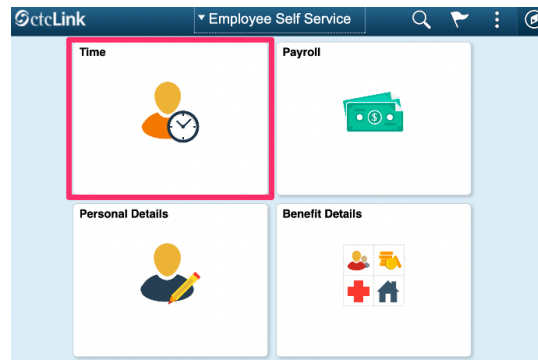 ctcLink
Employee Self Service
Time
Payroll
$
Personal Details
Benefit Details